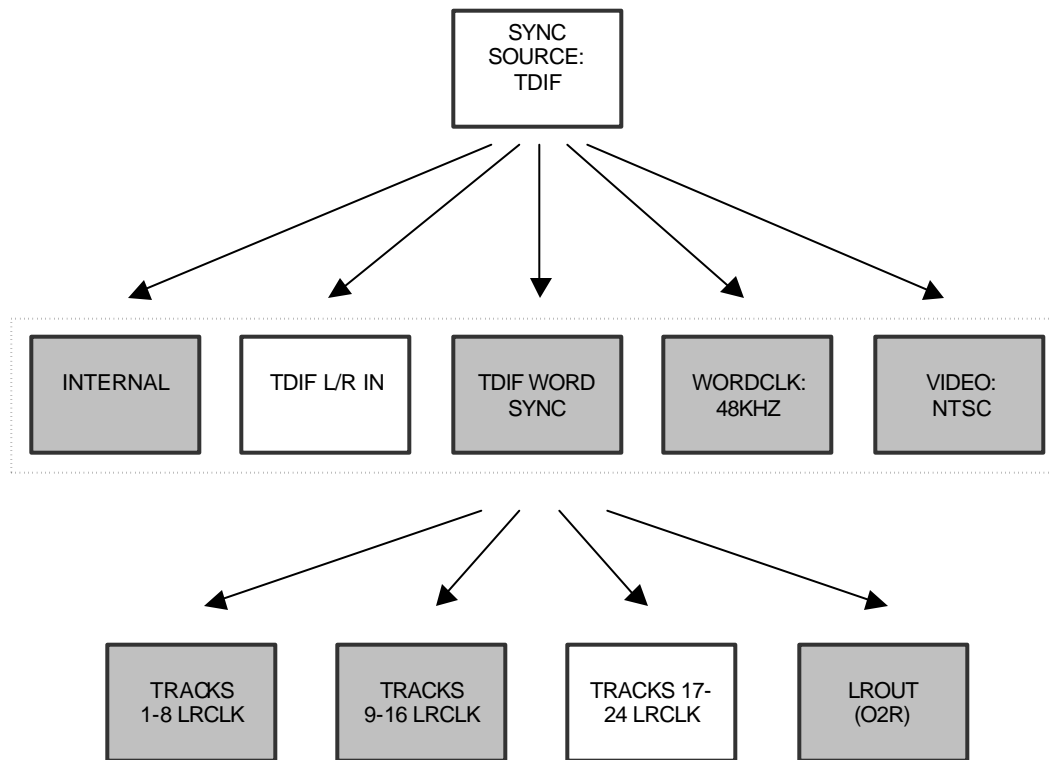 SYNC
SOURCE:
TDIF
INTERNAL
TDIF L/R IN
TDIF WORD
SYNC
WORDCLK:
48KHZ
VIDEO:
NTSC
TRACKS
1-8 LRCLK
TRACKS
9-16 LRCLK
TRACKS 17-
24 LRCLK
LROUT
(O2R)